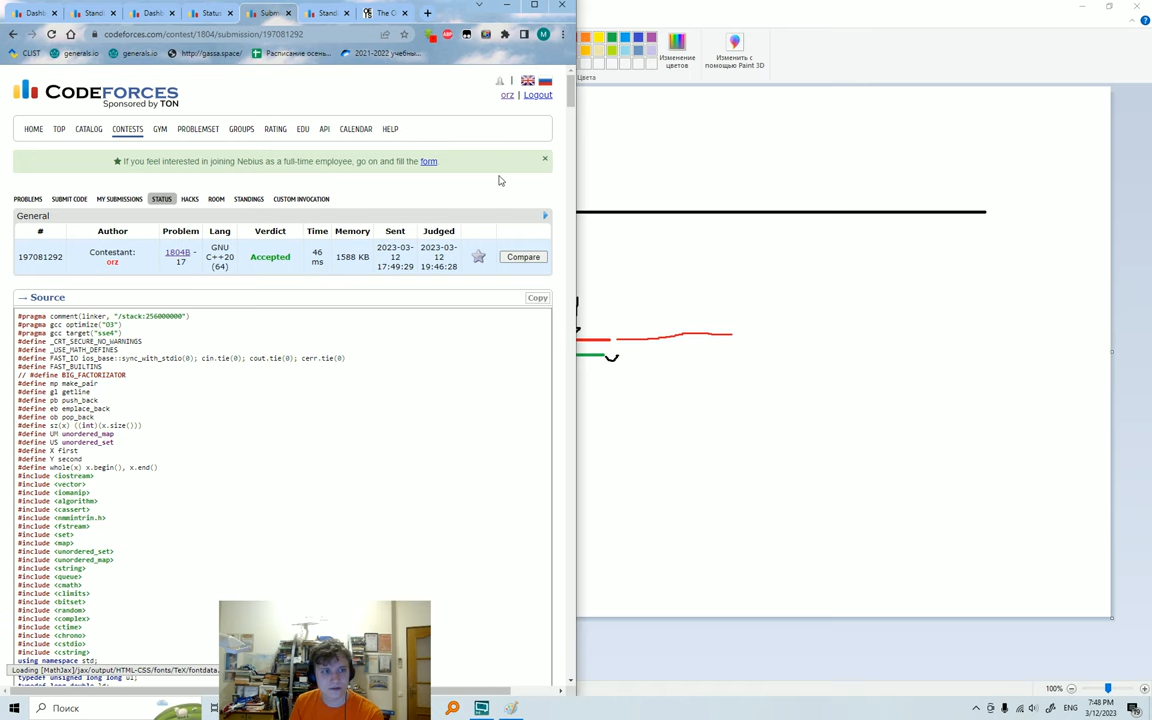 Dashb
Standi
Dashb
Statu
Subm
Stand
The C
codeforces.com/contest/1804/submission/197081292
CLIST
generals.io
generals.io
http://gassa.space/
Расписание осень...
2021-2022 учебны...
CODEFORCES
Sponsored by TON
orz | Logout
HOME TOP CATALOG CONTESTS GYM PROBLEMSET GROUPS RATING EDU API CALENDAR HELP
If you feel interested in joining Nebius as a full-time employee, go on and fill the form.
PROBLEMS SUBMIT CODE MY SUBMISSIONS STATUS HACKS ROOM STANDINGS CUSTOM INVOCATION
General
# Author Problem Lang Verdict Time Memory Sent Judged
197081292 Contestant: orz 1804B - 17 GNU C++20 (64) Accepted 46 ms 1588 KB 2023-03-12 17:49:29 2023-03-12 19:46:28 Compare
→ Source Copy
#pragma comment(linker, "/stack:256000000")
#pragma gcc optimize("O3")
#pragma gcc target("sse4")
#define _CRT_SECURE_NO_WARNINGS
#define _USE_MATH_DEFINES
#define FAST_IO ios_base::sync_with_stdio(0); cin.tie(0); cout.tie(0); cerr.tie(0)
#define FAST_BUILTINS
// #define BIG_FACTORIZATOR
#define mp make_pair
#define gl getline
#define pb push_back
#define eb emplace_back
#define ob pop_back
#define sz(x) ((int)(x.size()))
#define UM unordered_map
#define US unordered_set
#define X first
#define Y second
#define whole(x) x.begin(), x.end()
#include <iostream>
#include <vector>
#include <iomanip>
#include <algorithm>
#include <cassert>
#include <nmmintrin.h>
#include <fstream>
#include <set>
#include <map>
#include <unordered_set>
#include <unordered_map>
#include <string>
#include <queue>
#include <cmath>
#include <climits>
#include <bitset>
#include <random>
#include <complex>
#include <ctime>
#include <chrono>
#include <cstdio>
#include <cstring>
using namespace std;
typedef unsigned long long ul;
Loading [MathJax]/jax/output/HTML-CSS/fonts/TeX/fontdata.
Цвета
Изменение цветов
Изменить с помощью Paint 3D
100%
Поиск
ENG
7:48 PM
3/12/2023